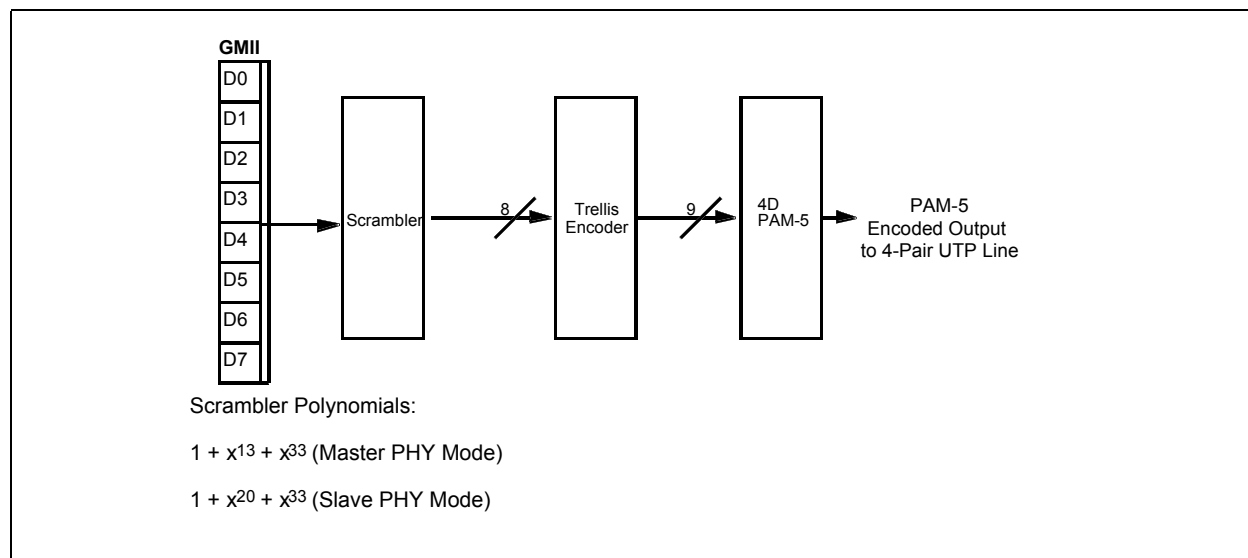 GMII
D0
D1
D2
D3
D4
D5
D6
D7
Scrambler
8
Trellis
Encoder
9
4D
PAM-5
PAM-5
Encoded Output
to 4-Pair UTP Line
Scrambler Polynomials:
1 + x13 + x33 (Master PHY Mode)
1 + x20 + x33 (Slave PHY Mode)